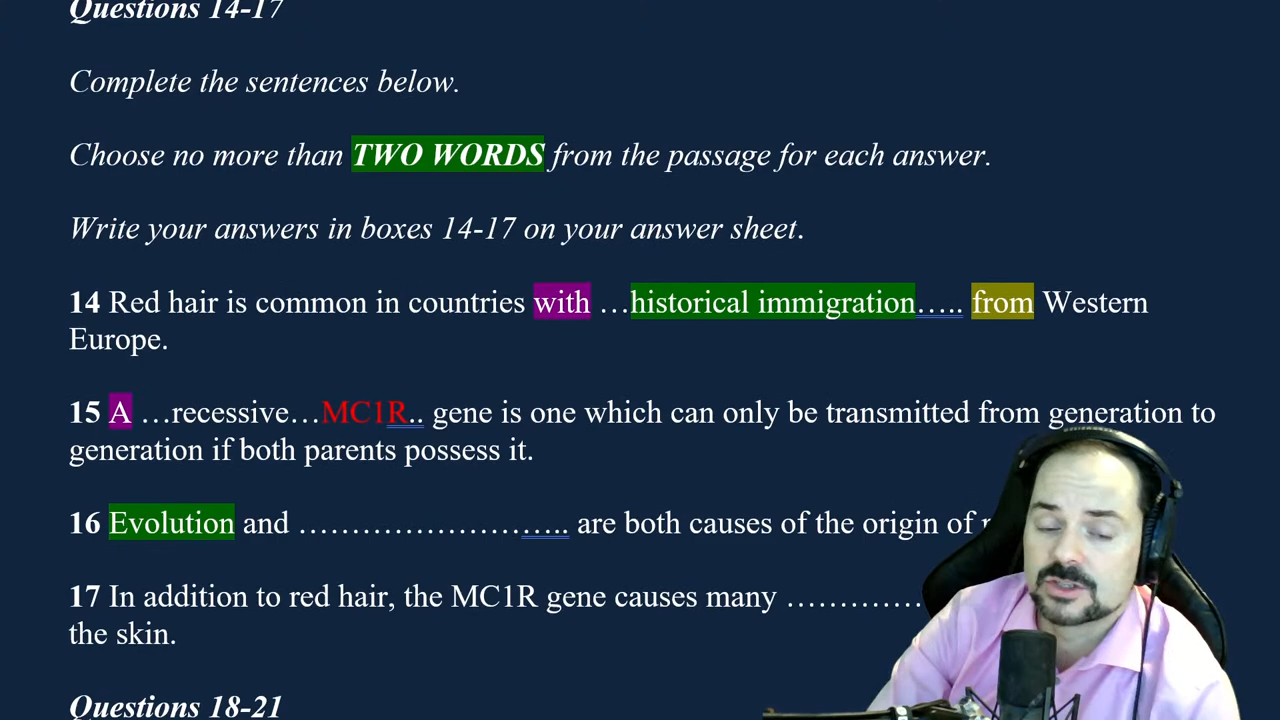 Questions 14-17
Complete the sentences below.
Choose no more than TWO WORDS from the passage for each answer.
Write your answers in boxes 14-17 on your answer sheet.
14 Red hair is common in countries with …historical immigration….. from Western
Europe.
15 A …recessive…MC1R.. gene is one which can only be transmitted from generation to
generation if both parents possess it.
16 Evolution and ………………….….. are both causes of the origin of
17 In addition to red hair, the MC1R gene causes many ………….
the skin.
Questions 18-21